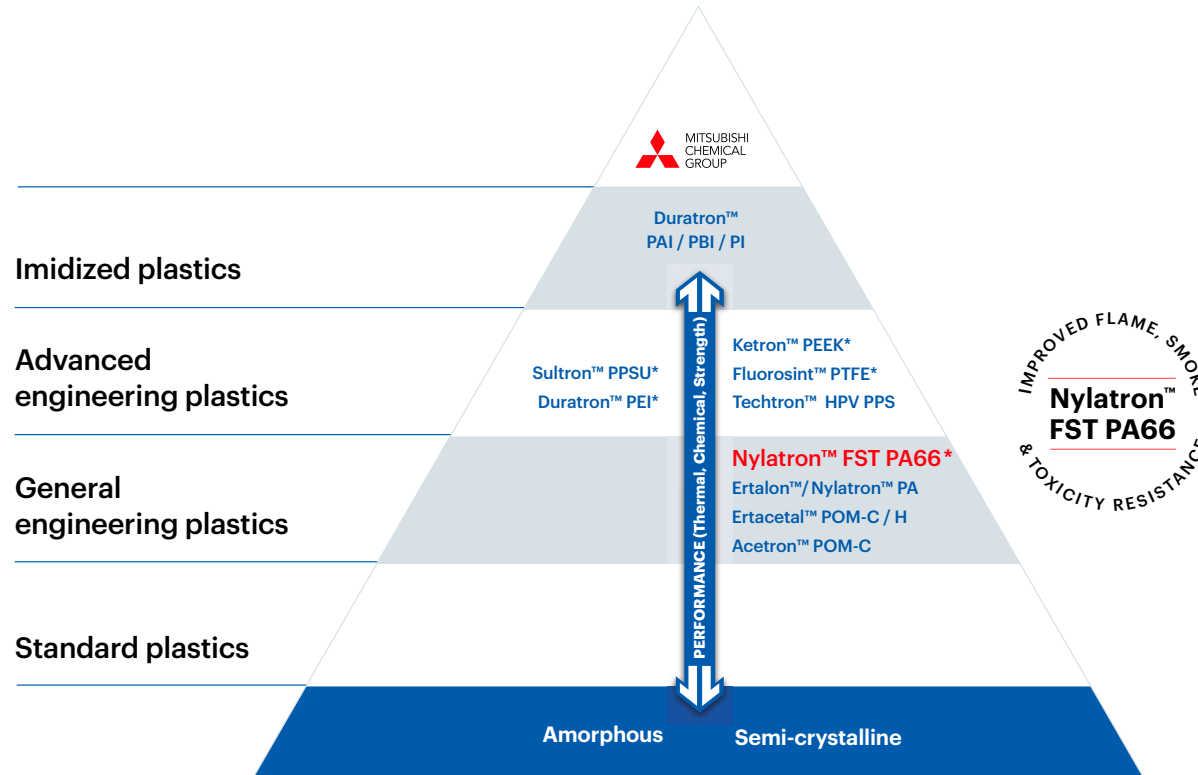 MITSUBISHI
CHEMICAL
GROUP
Duratron™
PAI / PBI / PI
Imidized plastics
Advanced
engineering plastics
Sultron™ PPSU*
Duratron™ PEI*
Ketron™ PEEK*
Fluorosint™ PTFE*
Techtron™ HPV PPS
General
engineering plastics
Nylatron™ FST PA66*
Ertalon™/ Nylatron™ PA
Ertacetal™ POM-C / H
Acetron™ POM-C
Standard plastics
PERFORMANCE (Thermal, Chemical, Strength)
Amorphous
Semi-crystalline
IMPROVED FLAME, SMOKE
Nylatron™
FST PA66
& TOXICITY RESISTANCE